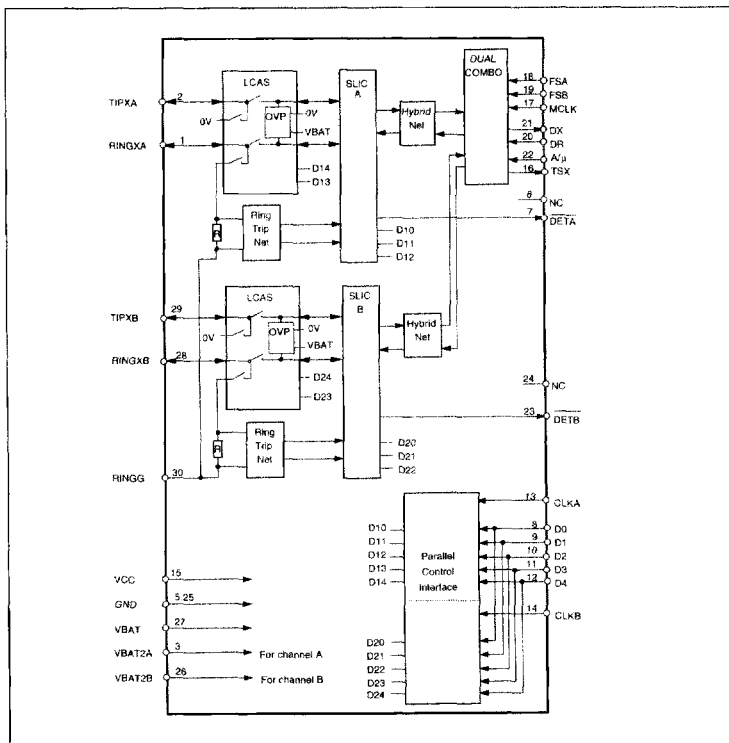 DUAL
COMBO
18 FSA
19 FSB
17 MCLK
21 DX
20 DR
22 A/µ
16 TSX
6 NC
7 DETA
LCAS
SLIC
A
TIPXA 2
0V
OVP
0V
VBAT
RINGXA 1
D14
D13
Hybrid
Net
R
Ring
Trip
Net
D10
D11
D12
LCAS
SLIC
B
TIPXB 29
0V
OVP
0V
VBAT
RINGXB 28
D24
D23
Hybrid
Net
24 NC
23 DETB
R
Ring
Trip
Net
D20
D21
D22
RINGG 30
13 CLKA
D10
D11
D12
D13
D14
Parallel
Control
Interface
8 D0
9 D1
10 D2
11 D3
12 D4
14 CLKB
D20
D21
D22
D23
D24
VCC 15
GND 5,25
VBAT 27
VBAT2A 3 For channel A
VBAT2B 26 For channel B